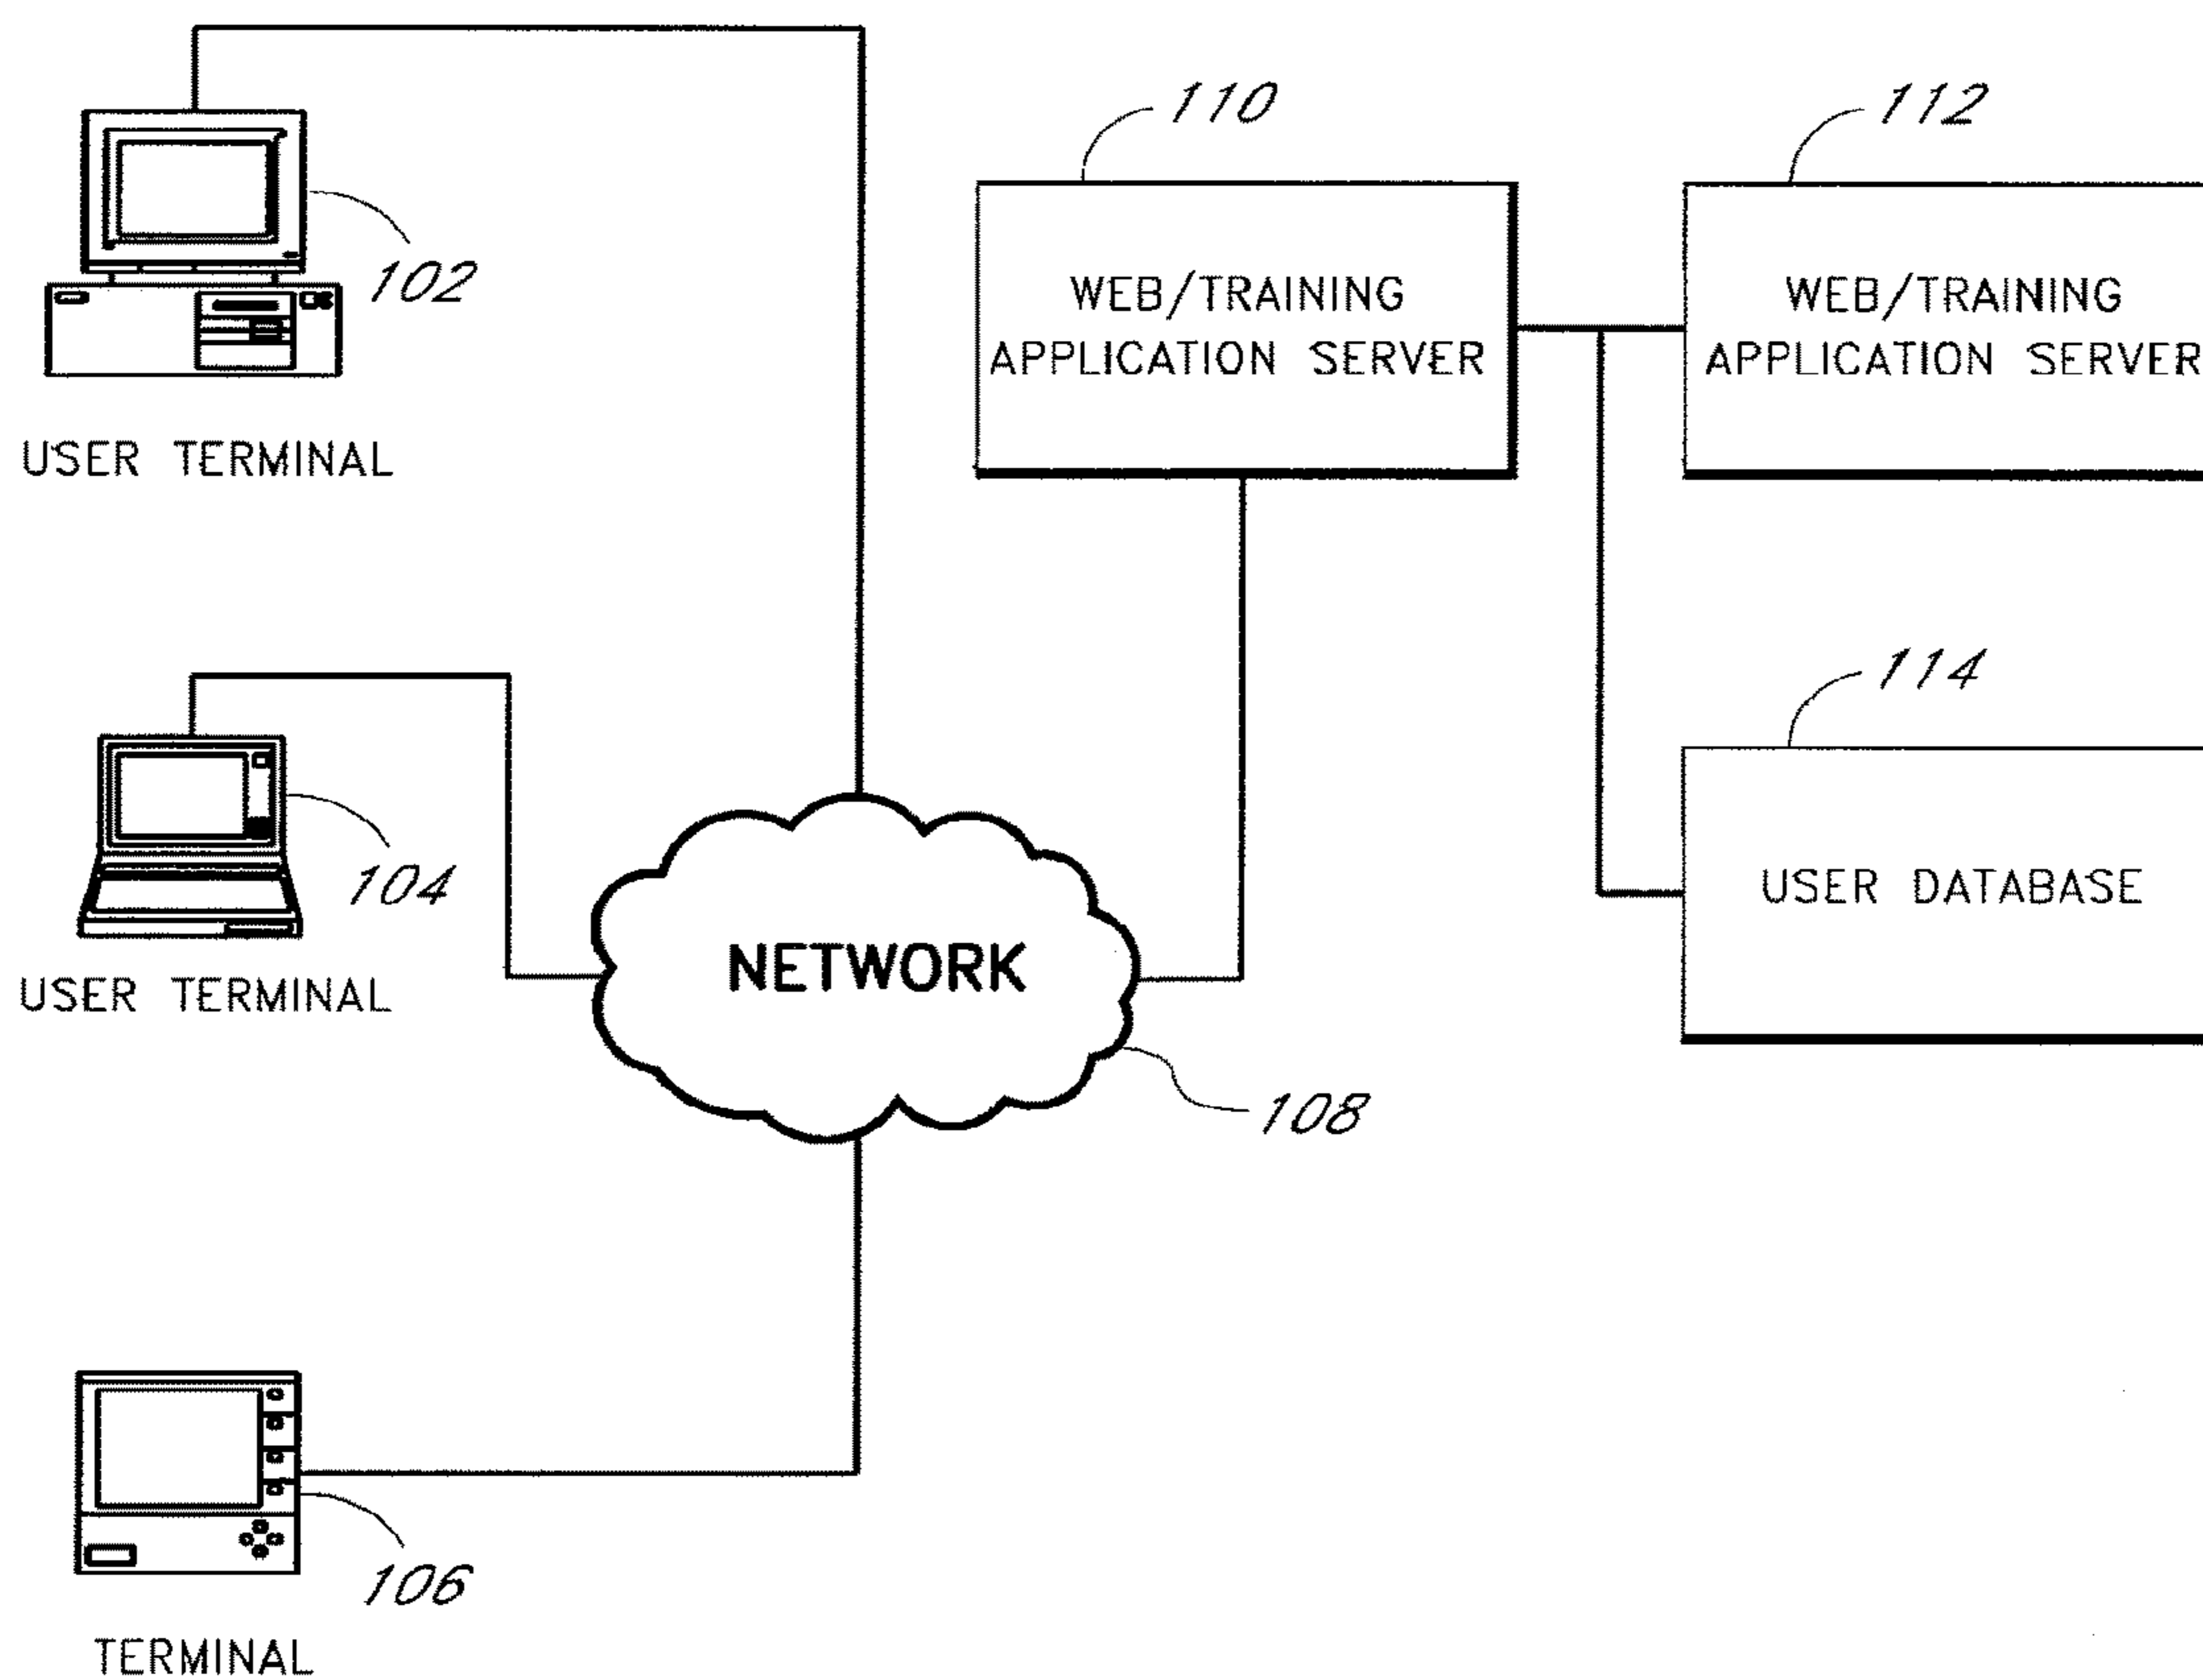 110
112
102
WEB/TRAINING
APPLICATION SERVER
WEB/TRAINING
APPLICATION SERVER
USER TERMINAL
114
104
USER DATABASE
NETWORK
USER TERMINAL
108
106
TERMINAL